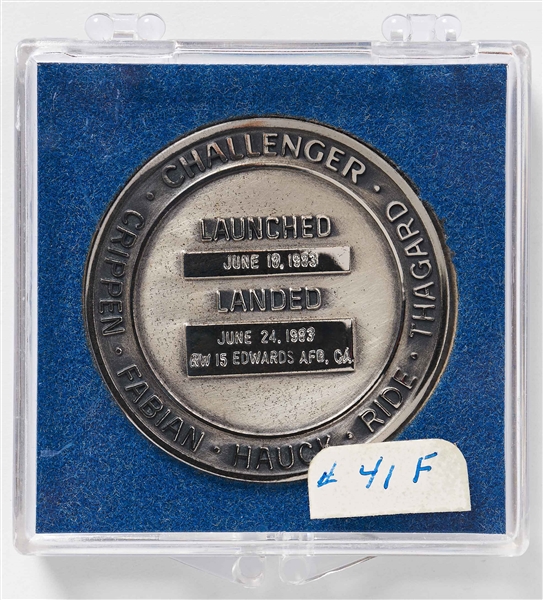 · CHALLENGER ·
CRIPPEN · FABIAN · HAUCK · RIDE · THAGARD
LAUNCHED
JUNE 18, 1983
LANDED
JUNE 24, 1983
RW 15 EDWARDS AFB, CA.
# 41 F